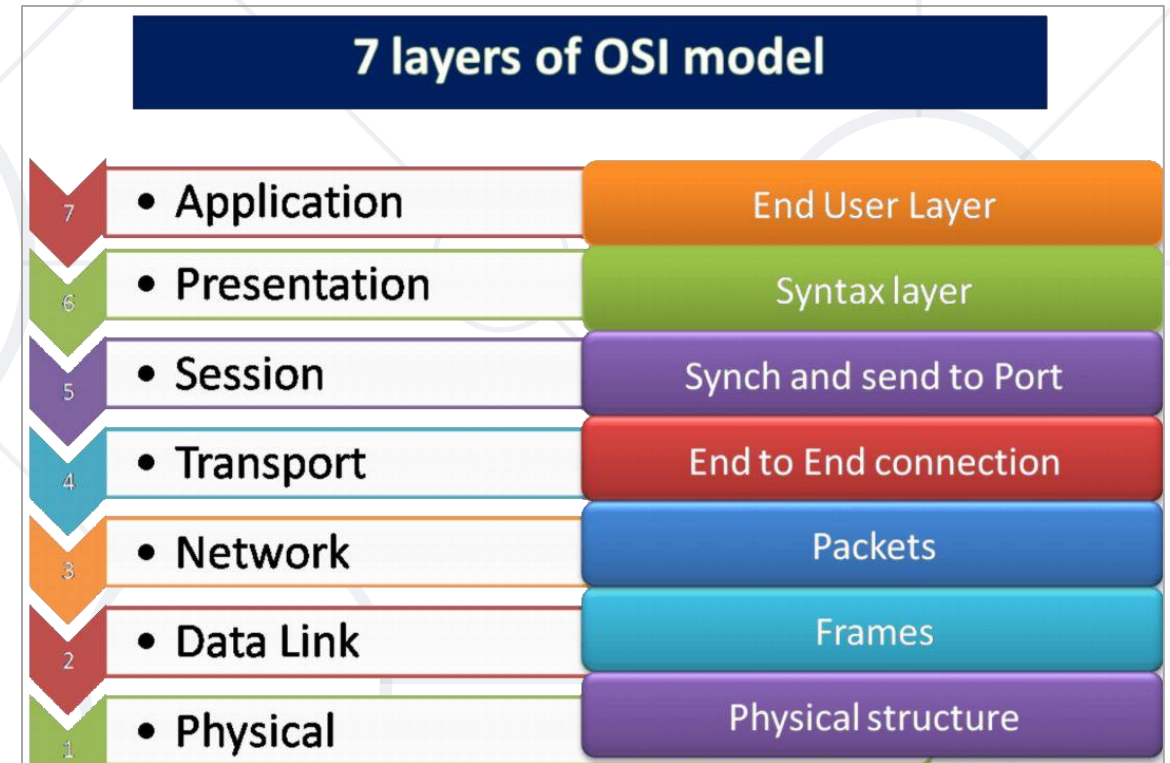 7 layers of OSI model
7 • Application End User Layer
6 • Presentation Syntax layer
5 • Session Synch and send to Port
4 • Transport End to End connection
3 • Network Packets
2 • Data Link Frames
1 • Physical Physical structure